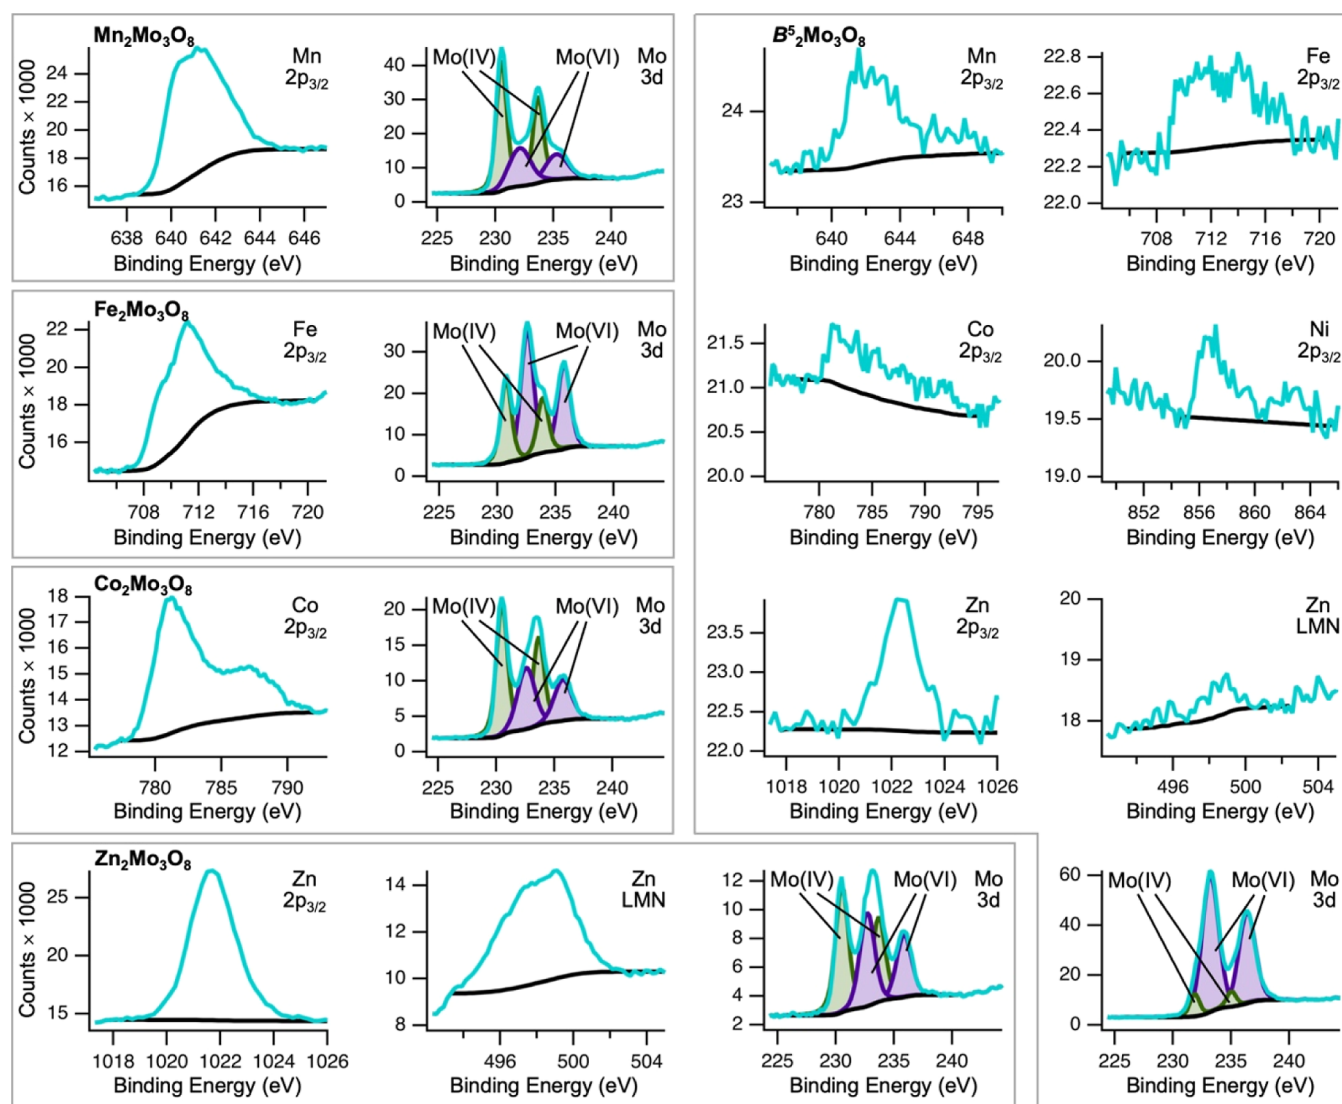 Mn₂Mo₃O₈
Counts × 1000
24
22
20
18
16
Mn
2p₃/₂
638 640 642 644 646
Binding Energy (eV)
40
30
20
10
0
Mo(IV) Mo(VI) Mo
3d
225 230 235 240
Binding Energy (eV)
B⁵₂Mo₃O₈
24
23
Mn
2p₃/₂
640 644 648
Binding Energy (eV)
22.8
22.6
22.4
22.2
22.0
Fe
2p₃/₂
708 712 716 720
Binding Energy (eV)
Fe₂Mo₃O₈
Counts × 1000
22
20
18
16
Fe
2p₃/₂
708 712 716 720
Binding Energy (eV)
30
20
10
0
Mo(IV) Mo(VI) Mo
3d
225 230 235 240
Binding Energy (eV)
21.5
21.0
20.5
20.0
Co
2p₃/₂
780 785 790 795
Binding Energy (eV)
20.0
19.5
19.0
Ni
2p₃/₂
852 856 860 864
Binding Energy (eV)
Co₂Mo₃O₈
Counts × 1000
18
17
16
15
14
13
12
Co
2p₃/₂
780 785 790
Binding Energy (eV)
20
15
10
5
0
Mo(IV) Mo(VI) Mo
3d
225 230 235 240
Binding Energy (eV)
23.5
23.0
22.5
22.0
Zn
2p₃/₂
1018 1020 1022 1024 1026
Binding Energy (eV)
20
19
18
Zn
LMN
496 500 504
Binding Energy (eV)
Zn₂Mo₃O₈
Counts × 1000
25
20
15
Zn
2p₃/₂
1018 1020 1022 1024 1026
Binding Energy (eV)
14
12
10
8
Zn
LMN
496 500 504
Binding Energy (eV)
12
10
8
6
4
2
Mo(IV) Mo(VI) Mo
3d
225 230 235 240
Binding Energy (eV)
60
40
20
0
Mo(IV) Mo(VI) Mo
3d
225 230 235 240
Binding Energy (eV)